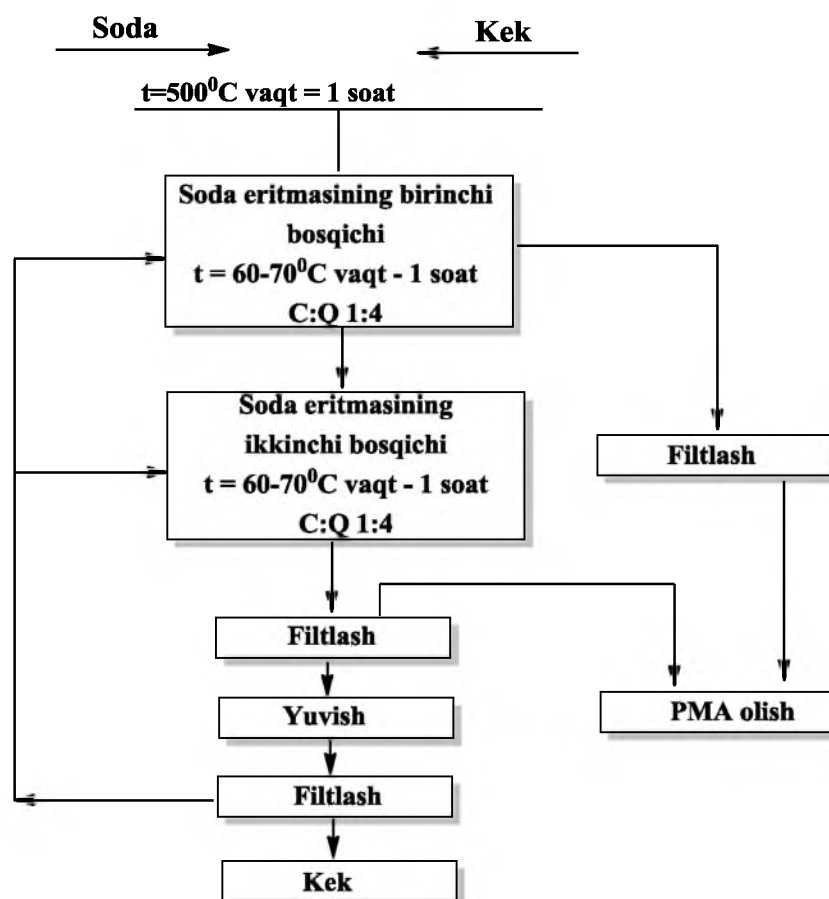 Soda
Kek
t=500⁰C vaqt = 1 soat
Soda eritmasining birinchi
bosqichi
t = 60-70⁰C vaqt - 1 soat
C:Q 1:4
Soda eritmasining
ikkinchi bosqichi
t = 60-70⁰C vaqt - 1 soat
C:Q 1:4
Filtlash
Filtlash
Yuvish
PMA olish
Filtlash
Kek